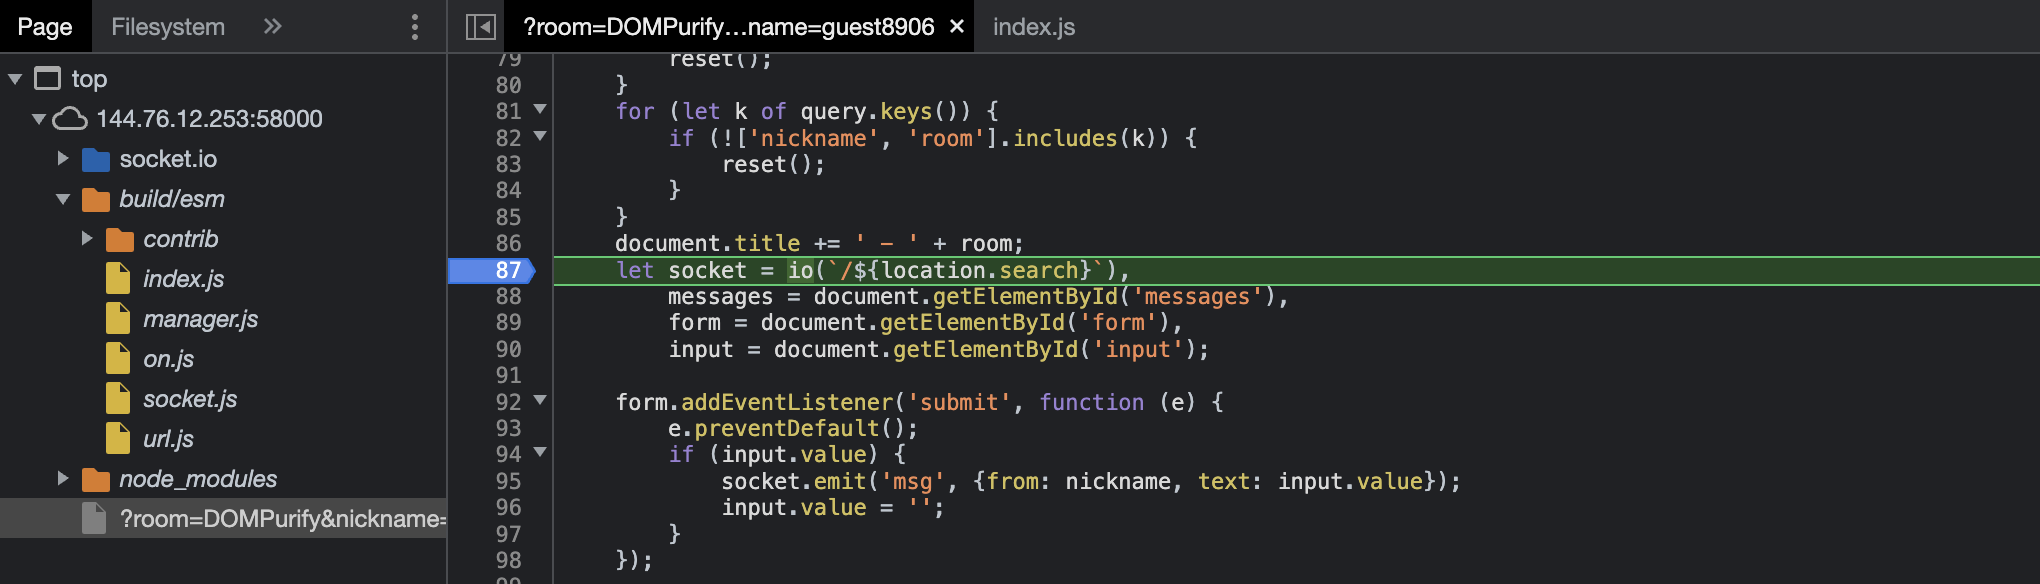 Page Filesystem »
?room=DOMPurify…name=guest8906 × index.js
top
144.76.12.253:58000
socket.io
build/esm
contrib
index.js
manager.js
on.js
socket.js
url.js
node_modules
?room=DOMPurify&nickname=
79 reset();
80 }
81 for (let k of query.keys()) {
82 if (!['nickname', 'room'].includes(k)) {
83 reset();
84 }
85 }
86 document.title += ' - ' + room;
87 let socket = io(`/${location.search}`),
88 messages = document.getElementById('messages'),
89 form = document.getElementById('form'),
90 input = document.getElementById('input');
91
92 form.addEventListener('submit', function (e) {
93 e.preventDefault();
94 if (input.value) {
95 socket.emit('msg', {from: nickname, text: input.value});
96 input.value = '';
97 }
98 });
99